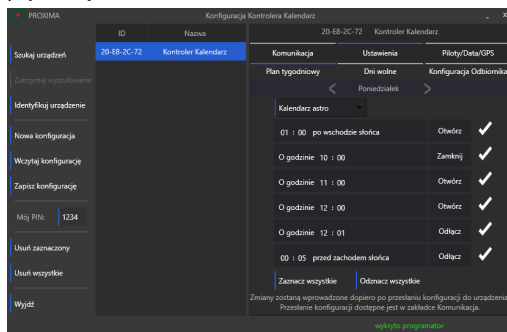 PROXIMA
Konfiguracja Kontrolera Kalendarz
ID
Nazwa
20-E8-2C-72 Kontroler Kalendarz
Szukaj urządzeń
Zatrzymaj wyszukiwanie
Identyfikuj urządzenie
Nowa konfiguracja
Wczytaj konfigurację
Zapisz konfigurację
Mój PIN: 1234
Usuń zaznaczony
Usuń wszystkie
Wyjdź
20-E8-2C-72 Kontroler Kalendarz
Komunikacja
Ustawienia
Piloty/Data/GPS
Plan tygodniowy
Dni wolne
Konfiguracja Odbiornika
Poniedziałek
Kalendarz astro
01 : 00 po wschodzie słońca Otwórz
O godzinie 10 : 00 Zamknij
O godzinie 11 : 00 Otwórz
O godzinie 12 : 00 Otwórz
O godzinie 12 : 01 Odłącz
00 : 05 przed zachodem słońca Odłącz
Zaznacz wszystkie
Odznacz wszystkie
Zmiany zostaną wprowadzone dopiero po przesłaniu konfiguracji do urządzenia
Przesłanie konfiguracji dostępne jest w zakładce Komunikacja.
wykryto programator